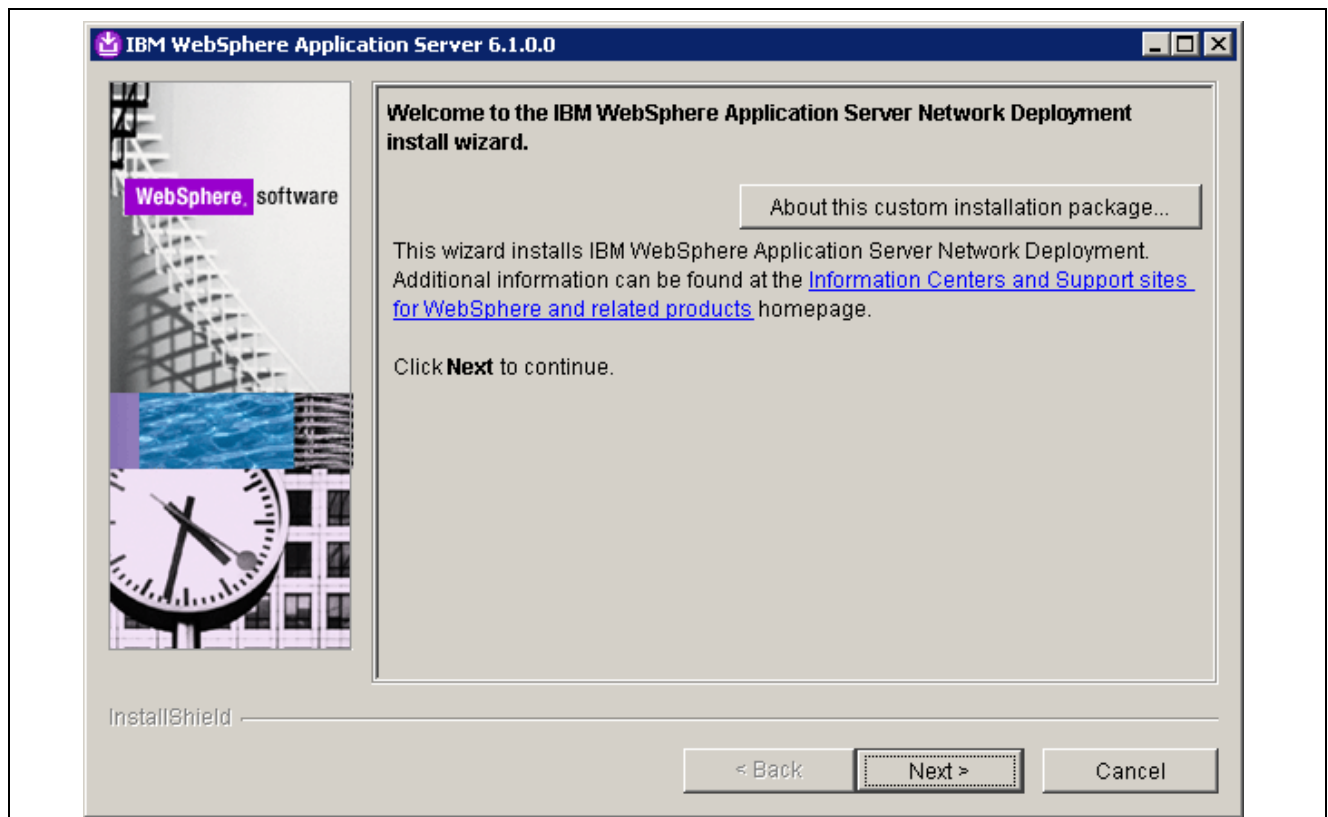 IBM WebSphere Application Server 6.1.0.0
WebSphere. software
Welcome to the IBM WebSphere Application Server Network Deployment
install wizard.
About this custom installation package...
This wizard installs IBM WebSphere Application Server Network Deployment.
Additional information can be found at the Information Centers and Support sites
for WebSphere and related products homepage.
Click Next to continue.
InstallShield
< Back
Next >
Cancel